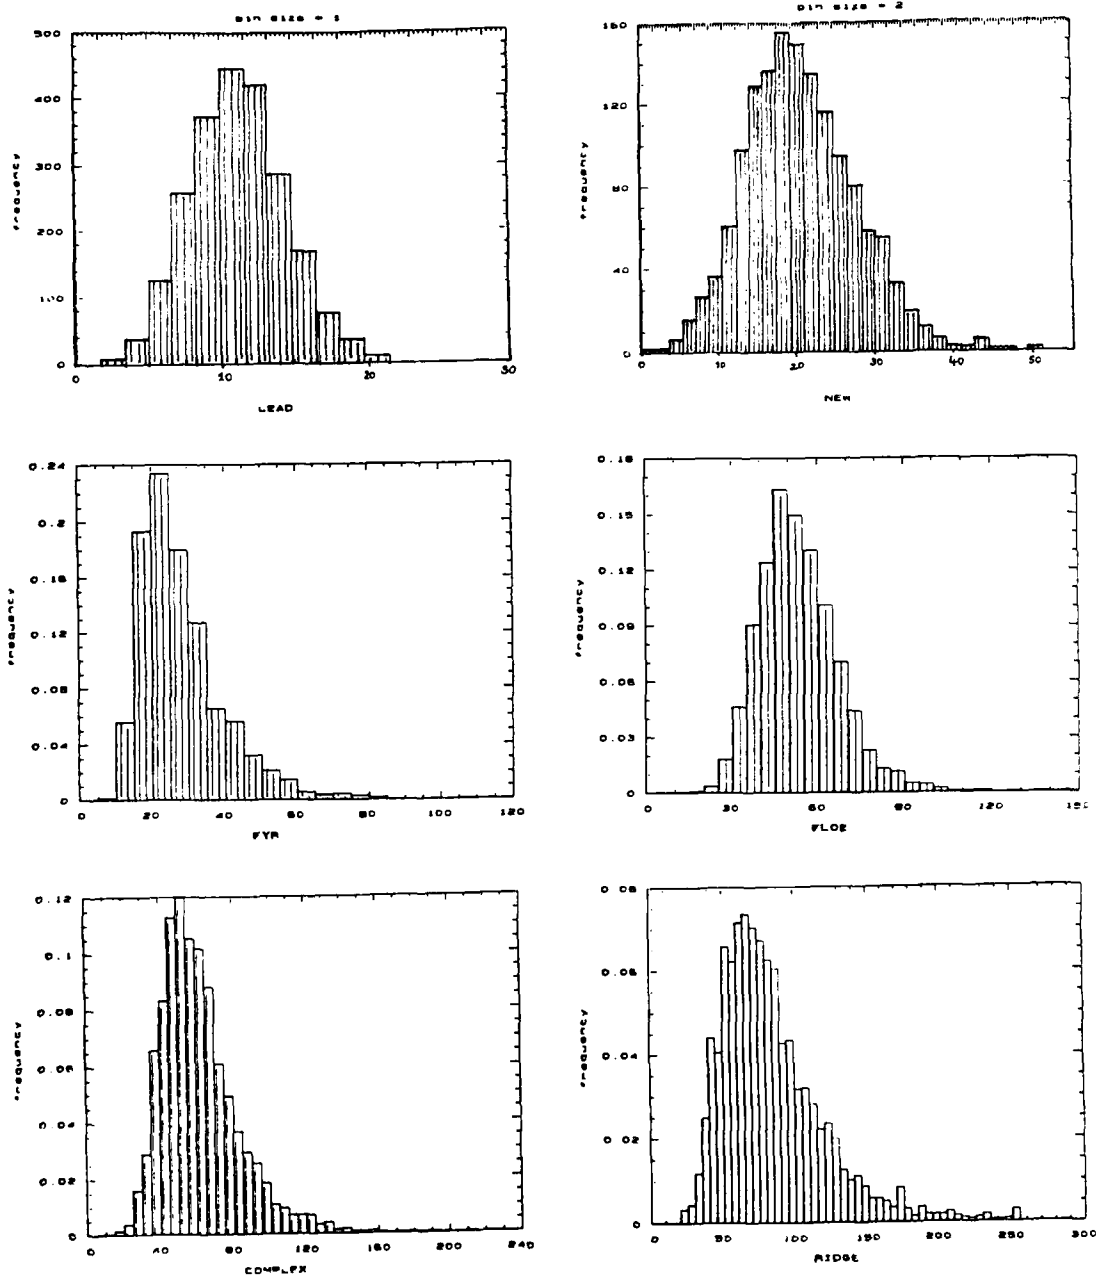 bin size = 1
500
400
300
200
100
0
frequency
0 10 20 30
LEAD
bin size = 2
160
120
80
40
0
frequency
0 10 20 30 40 50
NEW
0.24
0.2
0.16
0.12
0.08
0.04
0
frequency
0 20 40 60 80 100 120
FYR
0.18
0.15
0.12
0.09
0.06
0.03
0
frequency
0 30 60 90 120 150
FLOE
0.12
0.1
0.08
0.06
0.04
0.02
0
frequency
0 40 80 120 160 200 240
COMPLEX
0.08
0.06
0.04
0.02
0
frequency
0 50 100 150 200 250 300
RIDGE